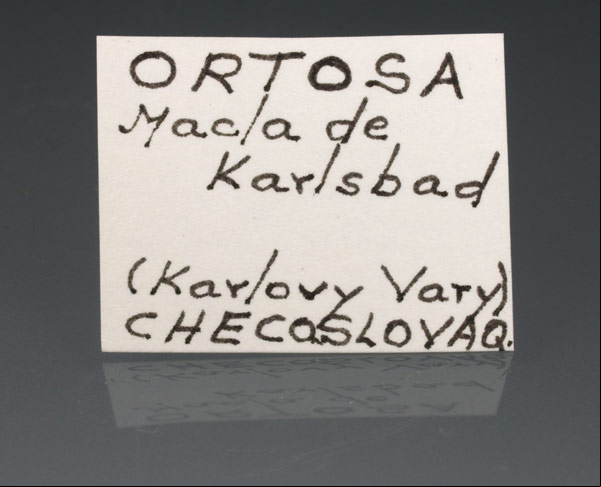 ORTOSA
Macla de
Karlsbad
(Karlovy Vary)
CHECOSLOVAQ.